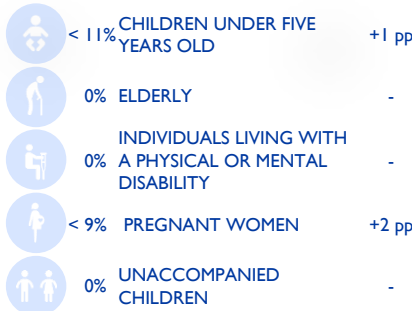 < 11% CHILDREN UNDER FIVE +1 pp
YEARS OLD
0% ELDERLY -
INDIVIDUALS LIVING WITH
0% A PHYSICAL OR MENTAL -
DISABILITY
< 9% PREGNANT WOMEN +2 pp
0% UNACCOMPANIED -
CHILDREN